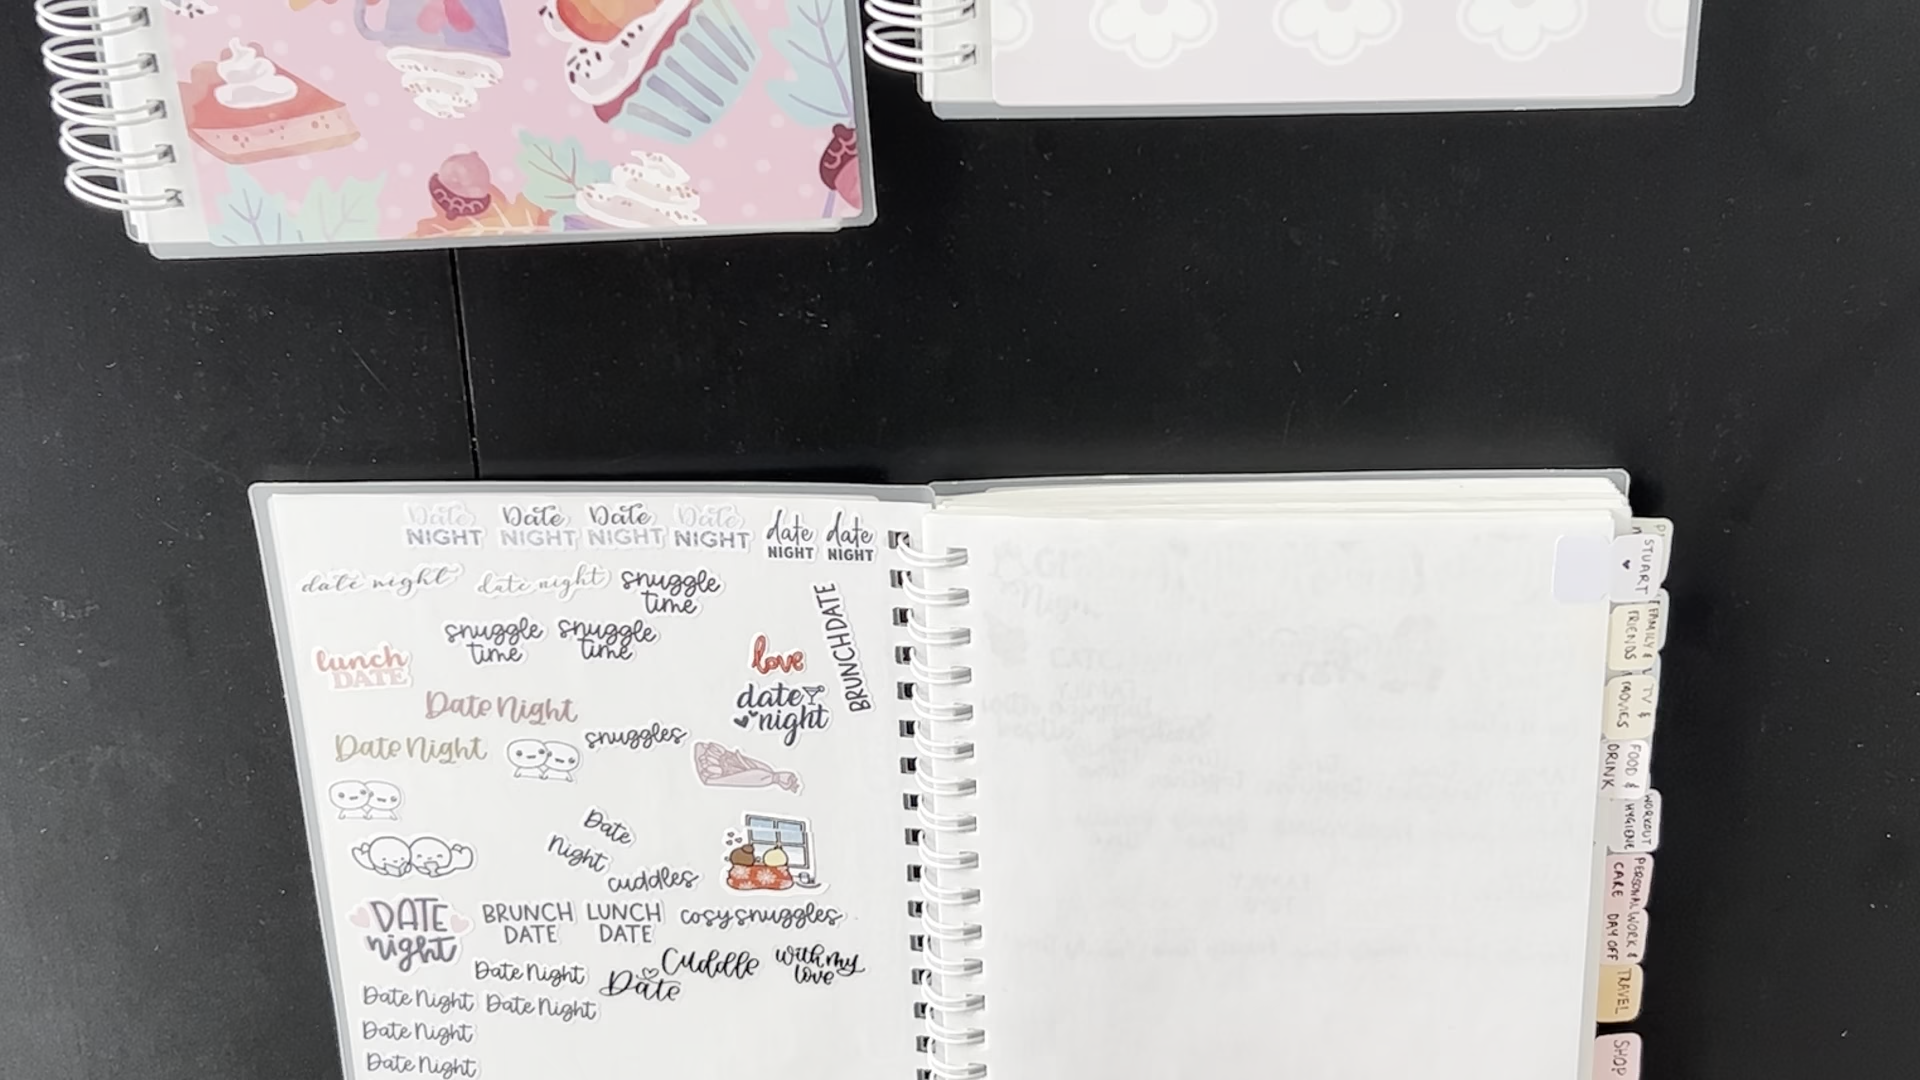 Date
NIGHT
Date
NIGHT
Date
NIGHT
Date
NIGHT
date
NIGHT
date
NIGHT
date night
date night
snuggle
time
snuggle
time
snuggle
time
BRUNCH DATE
lunch
DATE
love
date
night
Date Night
Date Night
snuggles
Date
Night
cuddles
DATE
night
BRUNCH
DATE
LUNCH
DATE
cosy snuggles
Date Night
Cuddle
Date
with my
love
Date Night
Date Night
Date Night
Date Night
STUART
FAMILY &
FRIENDS
TV &
MOVIES
FOOD &
DRINK
WORKOUT
HYGIENE
PERSONAL
CARE
WORK &
DAY OFF
TRAVEL
SHOP